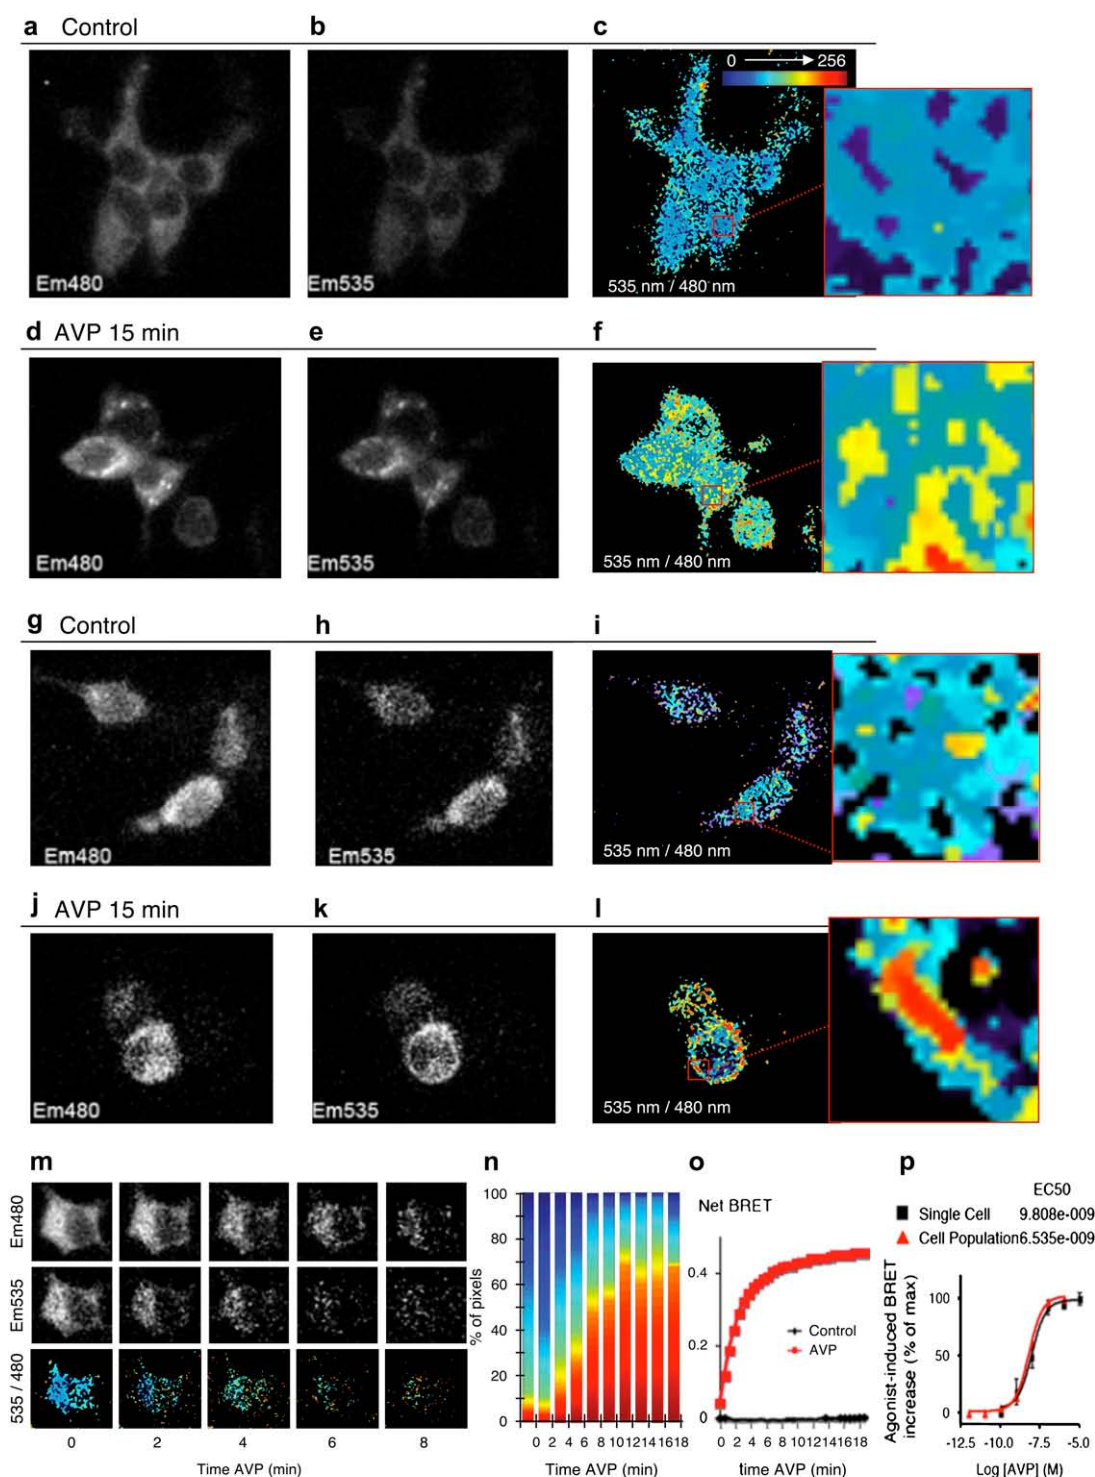 a Control b c
0 256
Em480 Em535 535 nm / 480 nm
d AVP 15 min e f
Em480 Em535 535 nm / 480 nm
g Control h i
Em480 Em535 535 nm / 480 nm
j AVP 15 min k l
Em480 Em535 535 nm / 480 nm
m
Em480
Em535
535 / 480
0 2 4 6 8
Time AVP (min)
n
% of pixels
100
80
60
40
20
0
0 2 4 6 8 10 12 14 16 18
Time AVP (min)
o
Net BRET
0.4
0.2
0
Control
AVP
0 2 4 6 8 10 12 14 16 18
time AVP (min)
p
EC50
Single Cell 9.808e-009
Cell Population 6.535e-009
Agonist-induced BRET
increase (% of max)
100
50
0
-12.5 -10.0 -7.5 -5.0
Log [AVP] (M)